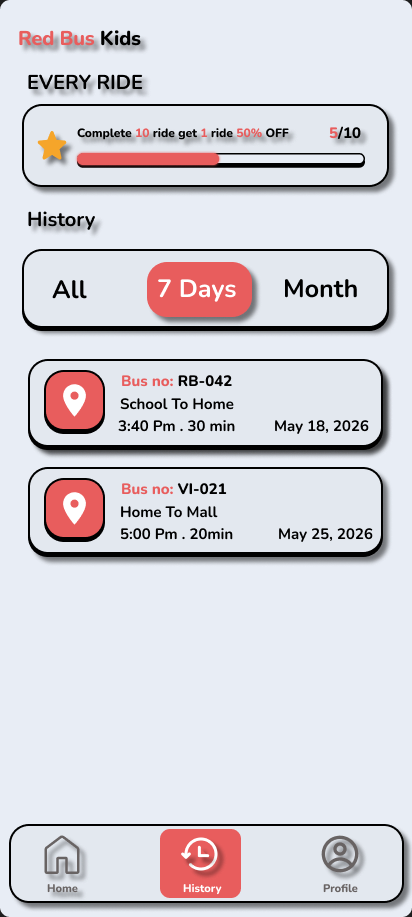 Red Bus Kids
EVERY RIDE
Complete 10 ride get 1 ride 50% OFF 5/10
History
All 7 Days Month
Bus no: RB-042
School To Home
3:40 Pm . 30 min May 18, 2026
Bus no: VI-021
Home To Mall
5:00 Pm . 20min May 25, 2026
Home History Profile